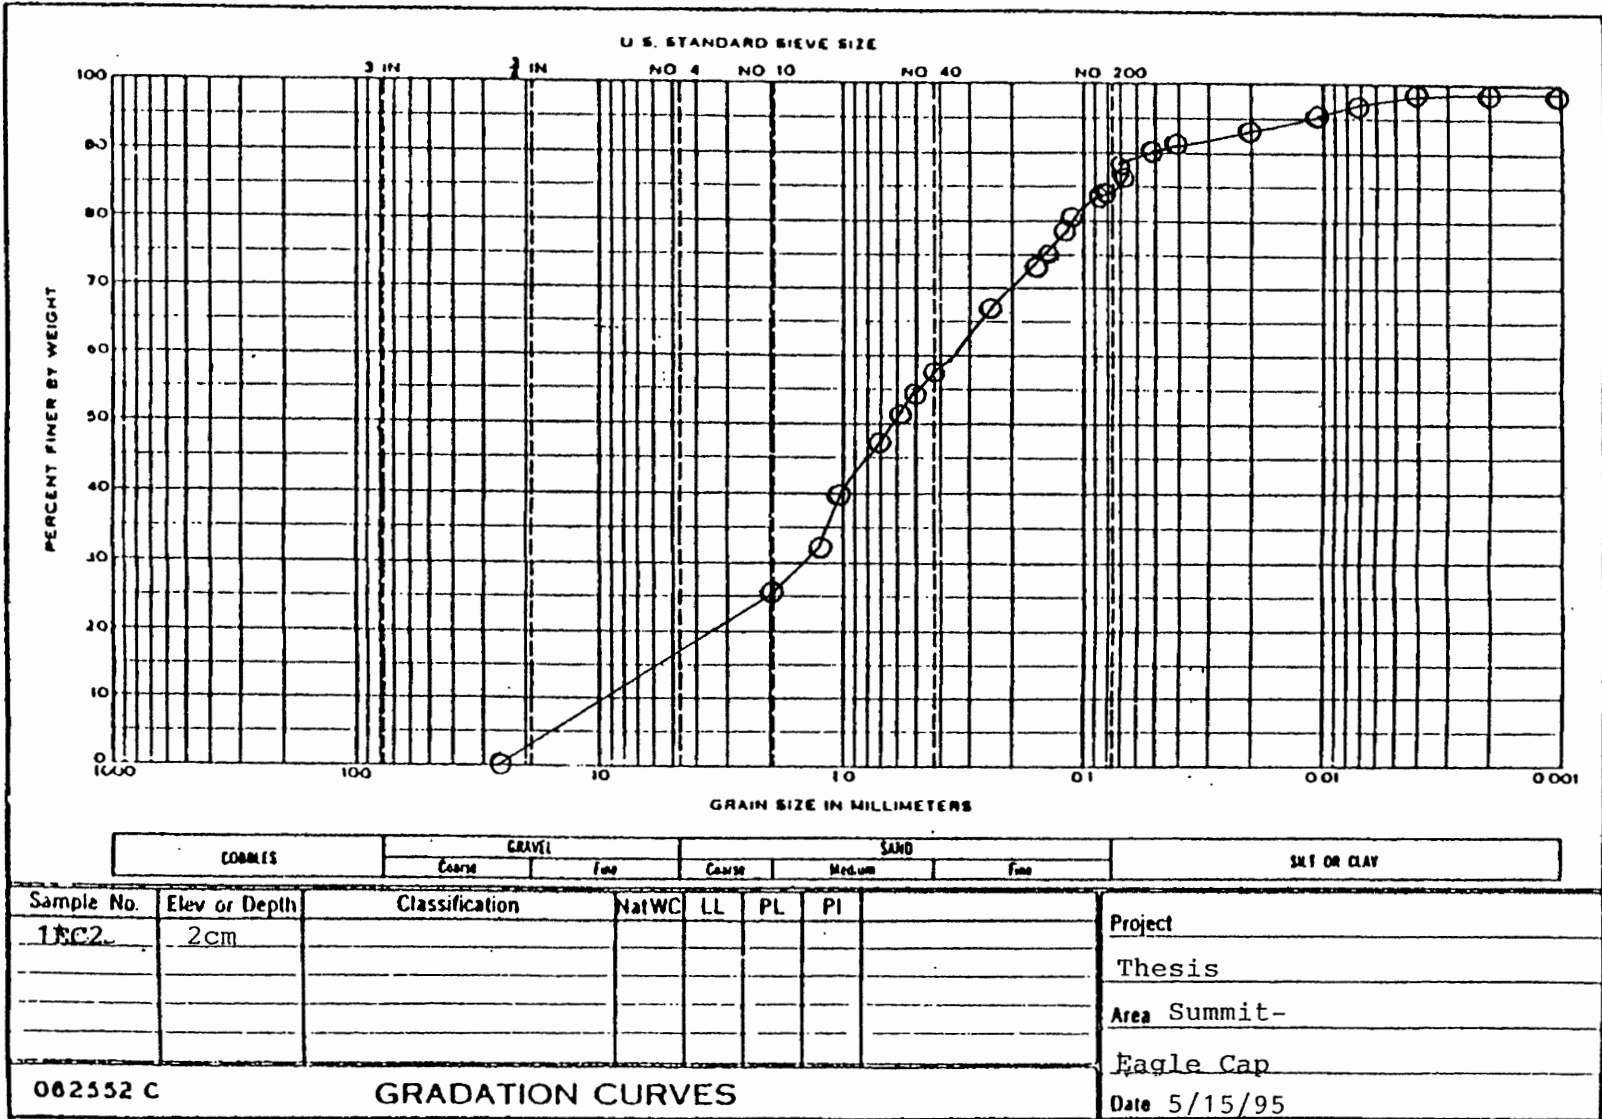 U.S. STANDARD SIEVE SIZE
3 IN
3/4 IN
NO 4
NO 10
NO 40
NO 200
PERCENT FINER BY WEIGHT
100
80
70
60
50
40
30
20
10
0
100
10
1.0
0.1
0.01
0.001
GRAIN SIZE IN MILLIMETERS
COBBLES
GRAVEL
SAND
SILT OR CLAY
Coarse
Fine
Coarse
Medium
Fine
Sample No.
Elev or Depth
Classification
NatWC
LL
PL
PI
2cm
Project
Thesis
Area Summit-
Eagle Cap
Date 5/15/95
062552 C
GRADATION CURVES